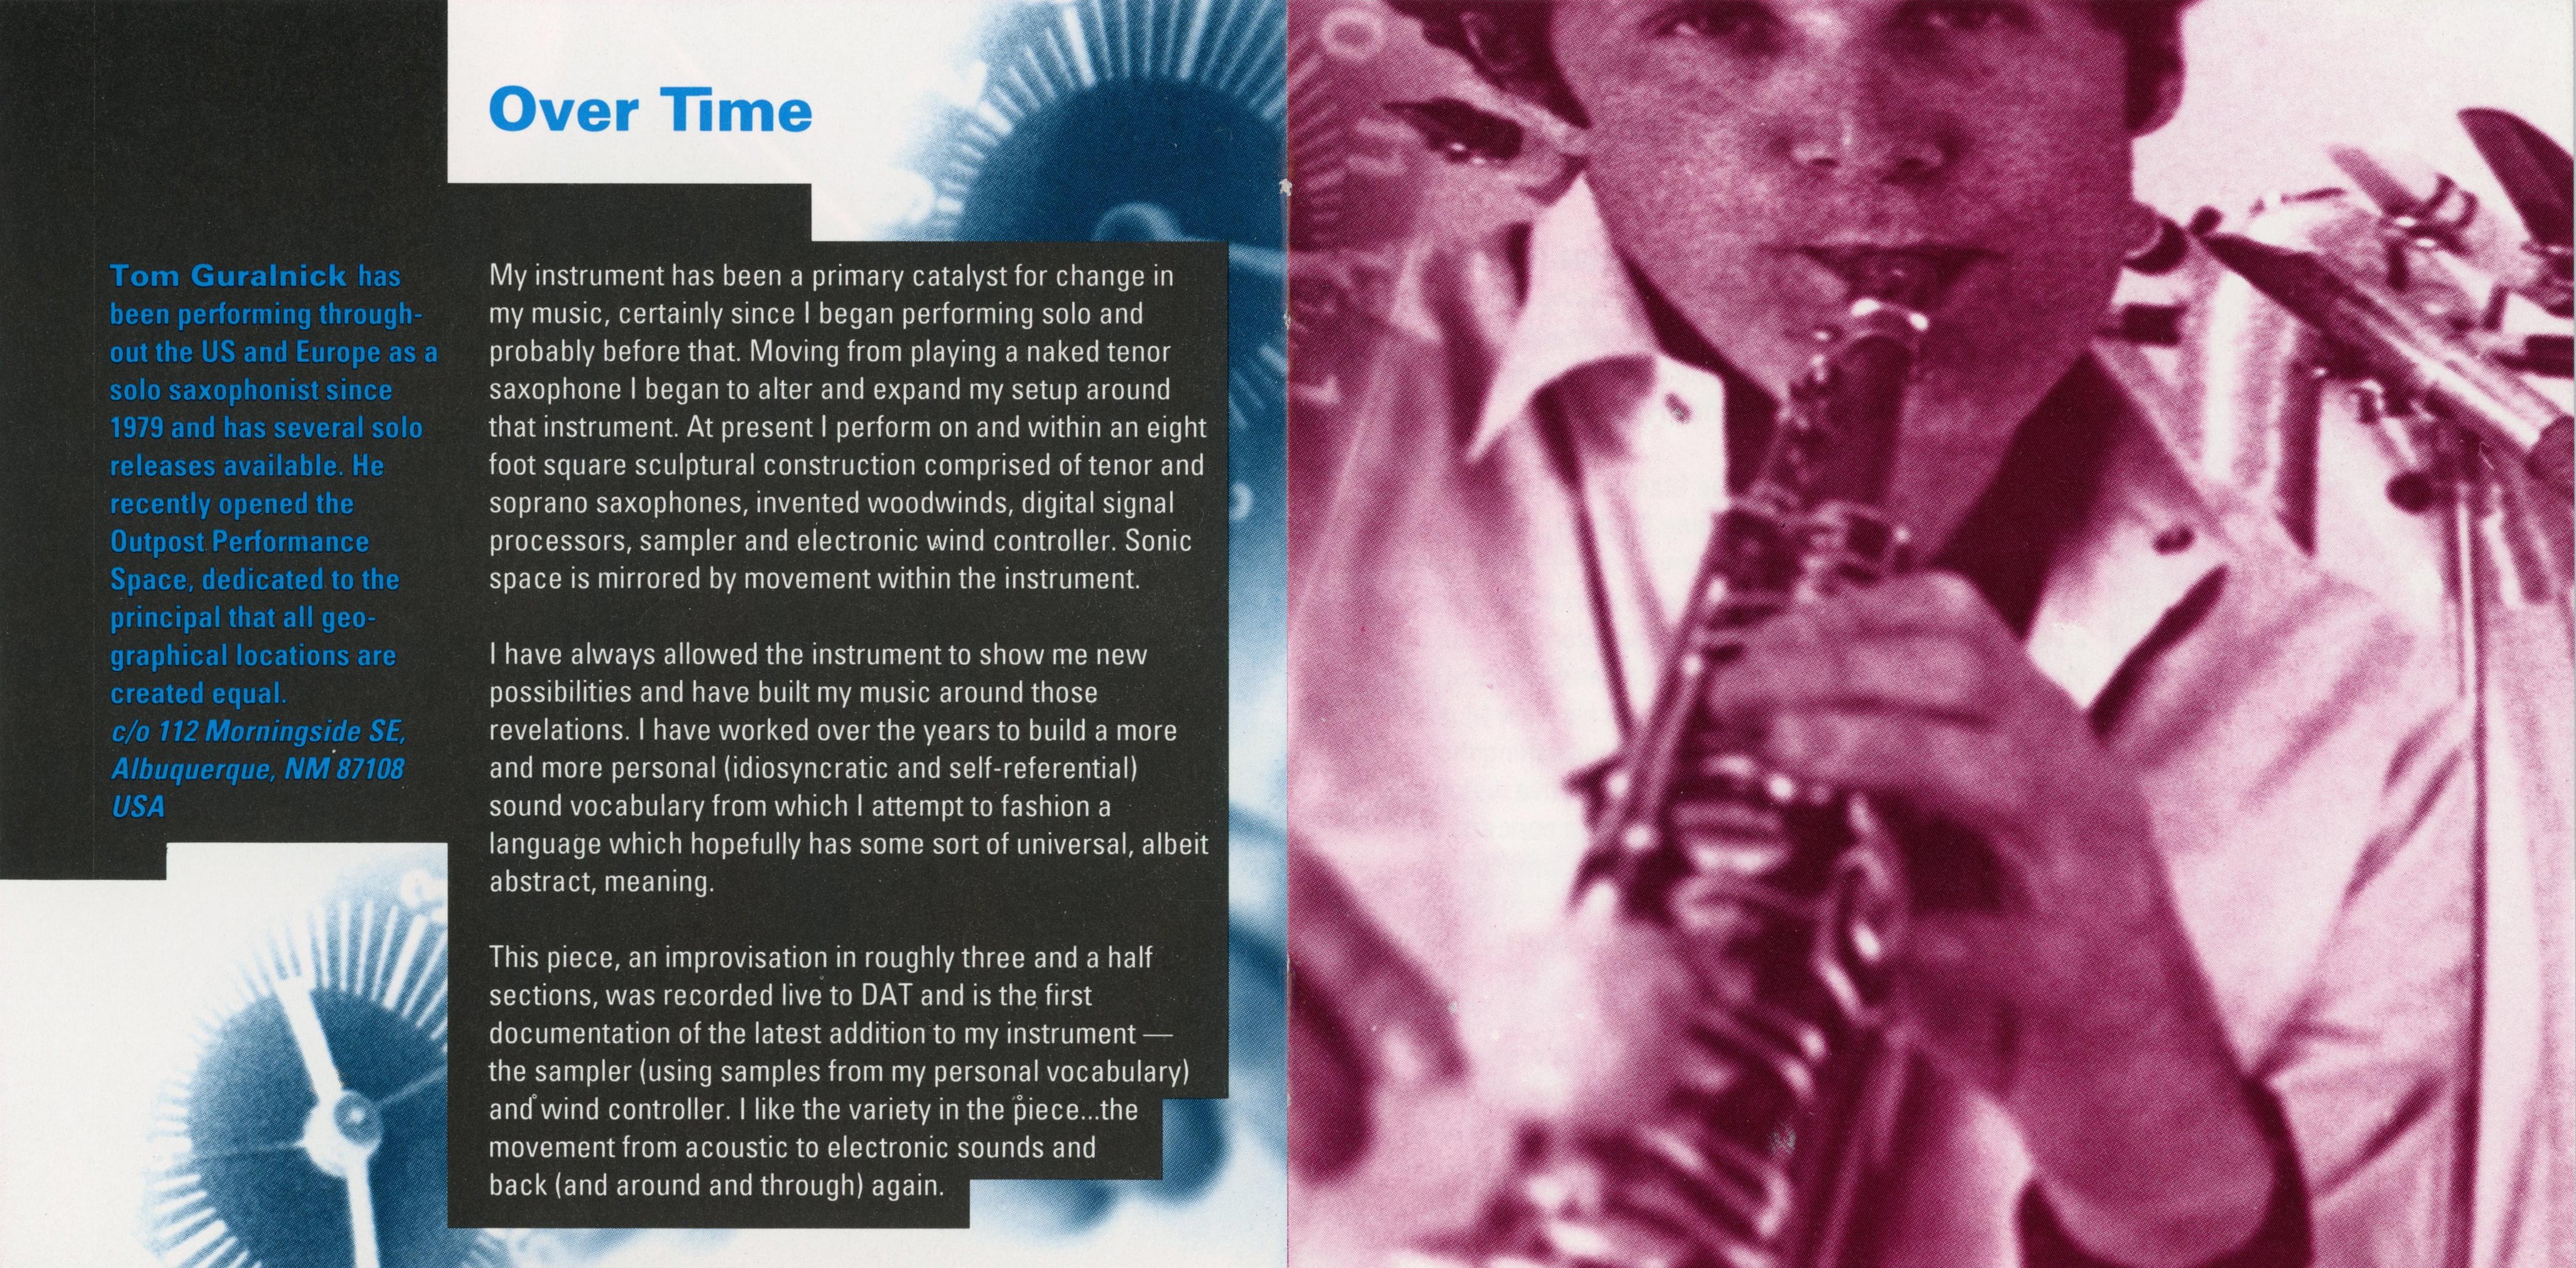 Over Time
Tom Guralnick has
been performing through-
out the US and Europe as a
solo saxophonist since
1979 and has several solo
releases available. He
recently opened the
Outpost Performance
Space, dedicated to the
principal that all geo-
graphical locations are
created equal.
c/o 112 Morningside SE,
Albuquerque, NM 87108
USA
My instrument has been a primary catalyst for change in
my music, certainly since I began performing solo and
probably before that. Moving from playing a naked tenor
saxophone I began to alter and expand my setup around
that instrument. At present I perform on and within an eight
foot square sculptural construction comprised of tenor and
soprano saxophones, invented woodwinds, digital signal
processors, sampler and electronic wind controller. Sonic
space is mirrored by movement within the instrument.
I have always allowed the instrument to show me new
possibilities and have built my music around those
revelations. I have worked over the years to build a more
and more personal (idiosyncratic and self-referential)
sound vocabulary from which I attempt to fashion a
language which hopefully has some sort of universal, albeit
abstract, meaning.
This piece, an improvisation in roughly three and a half
sections, was recorded live to DAT and is the first
documentation of the latest addition to my instrument —
the sampler (using samples from my personal vocabulary)
and wind controller. I like the variety in the piece...the
movement from acoustic to electronic sounds and
back (and around and through) again.